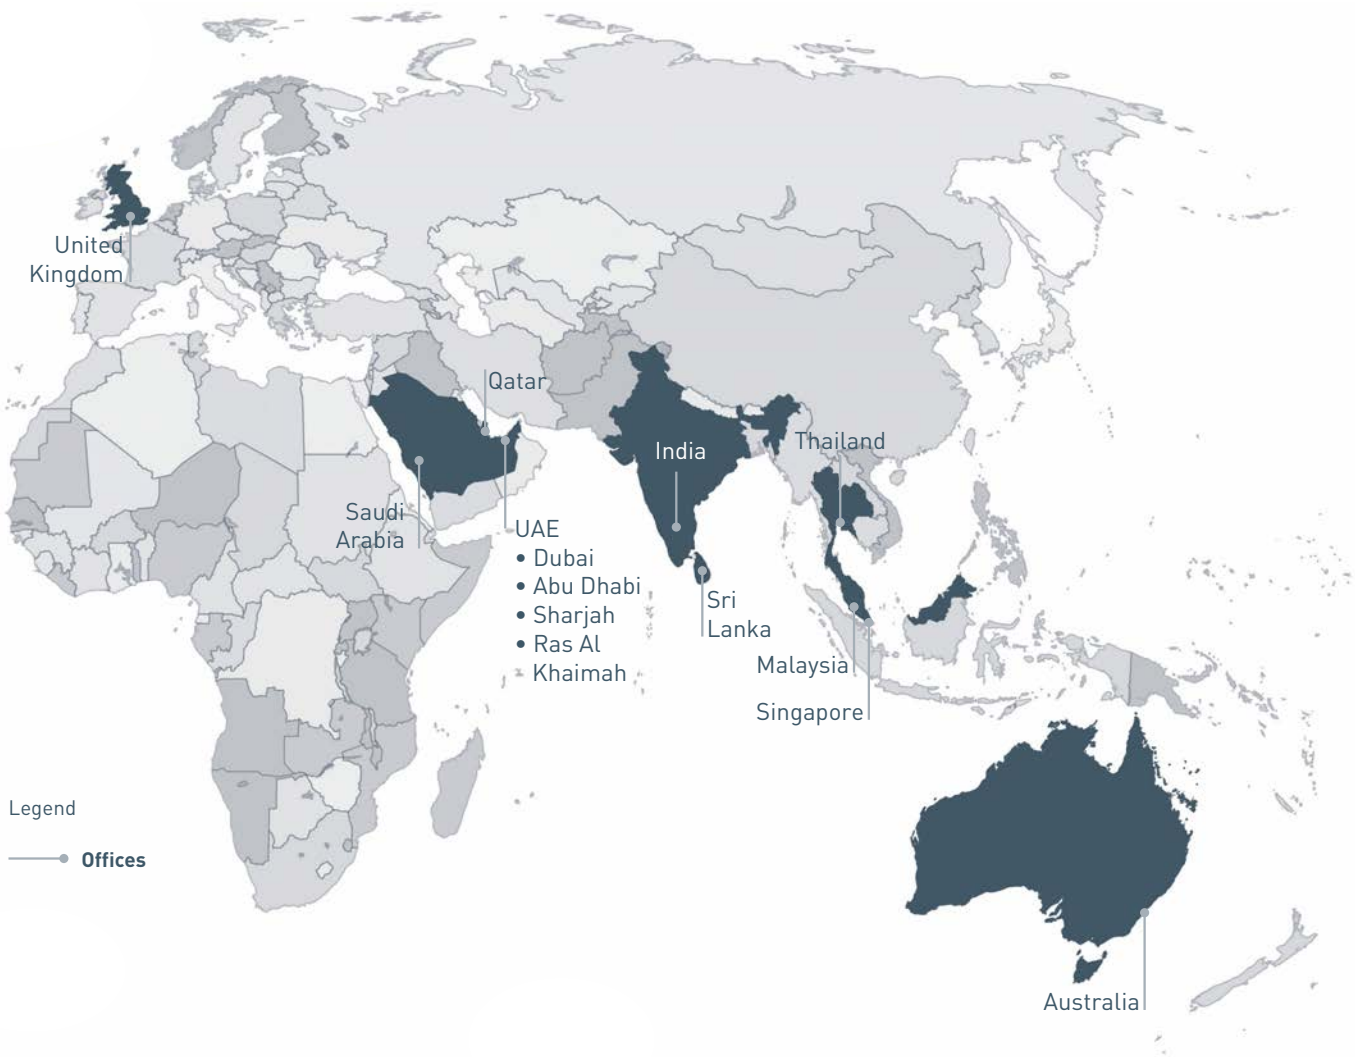 United
Kingdom
Qatar
India
Thailand
Saudi
Arabia
UAE
• Dubai
• Abu Dhabi
• Sharjah
• Ras Al
Khaimah
Sri
Lanka
Malaysia
Singapore
Legend
Offices
Australia